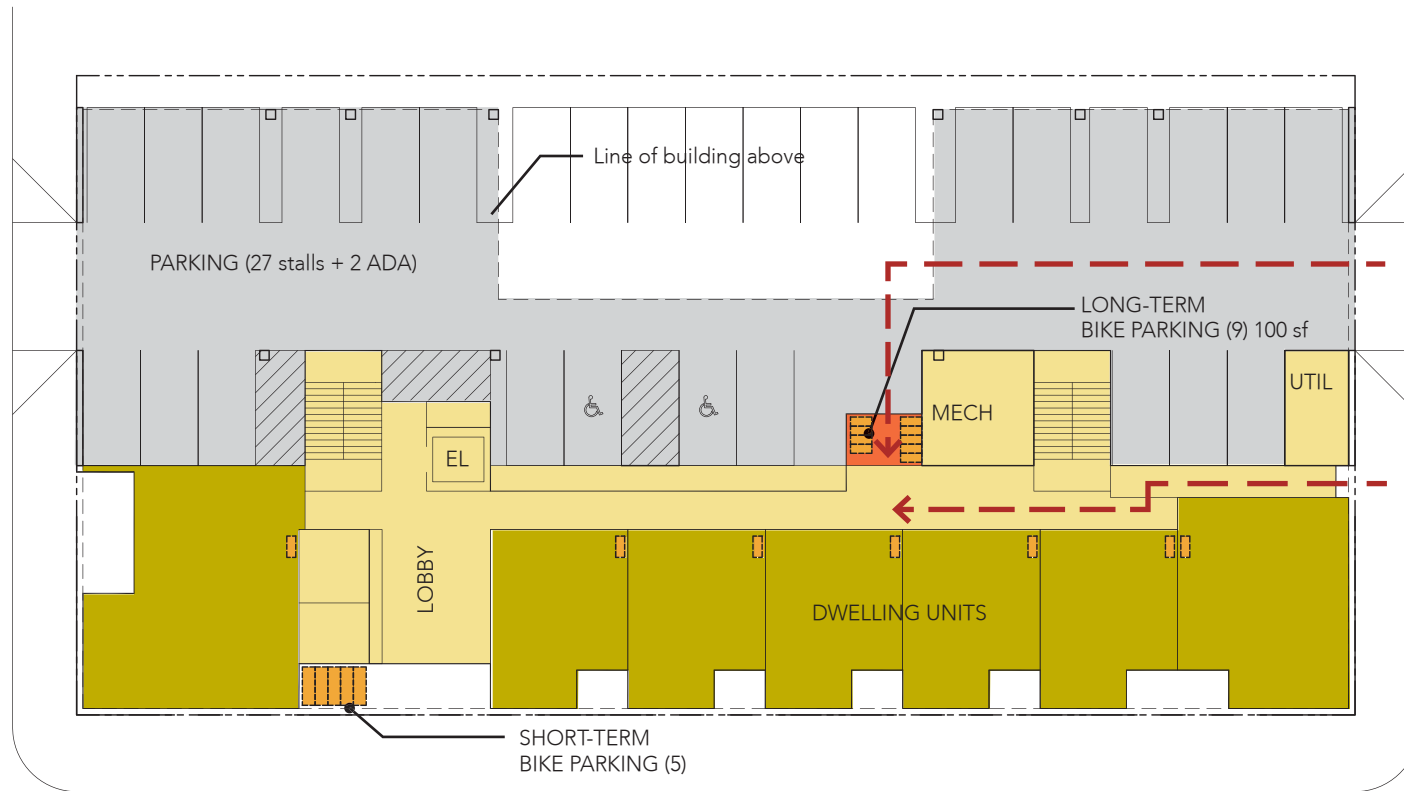 Line of building above
PARKING (27 stalls + 2 ADA)
LONG-TERM
BIKE PARKING (9) 100 sf
UTIL
MECH
EL
LOBBY
DWELLING UNITS
SHORT-TERM
BIKE PARKING (5)